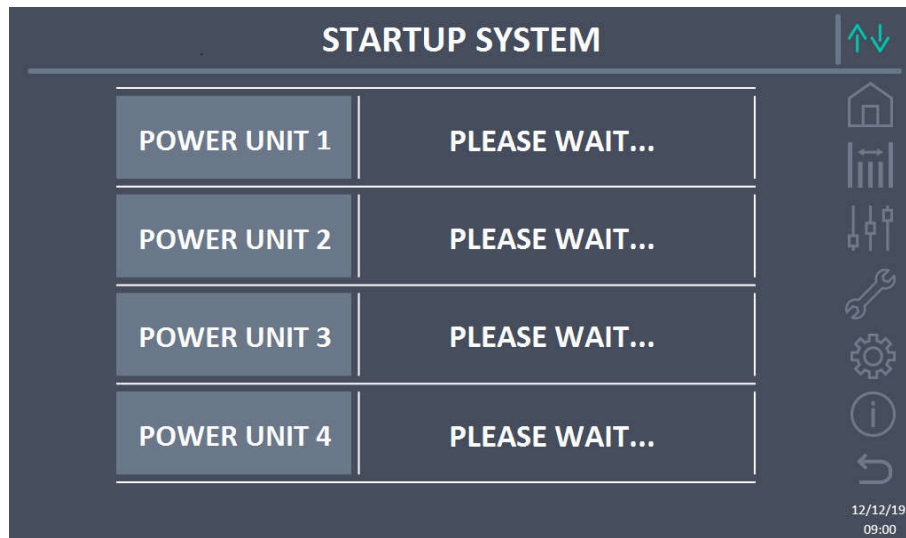 STARTUP SYSTEM
POWER UNIT 1 PLEASE WAIT...
POWER UNIT 2 PLEASE WAIT...
POWER UNIT 3 PLEASE WAIT...
POWER UNIT 4 PLEASE WAIT...
12/12/19
09:00